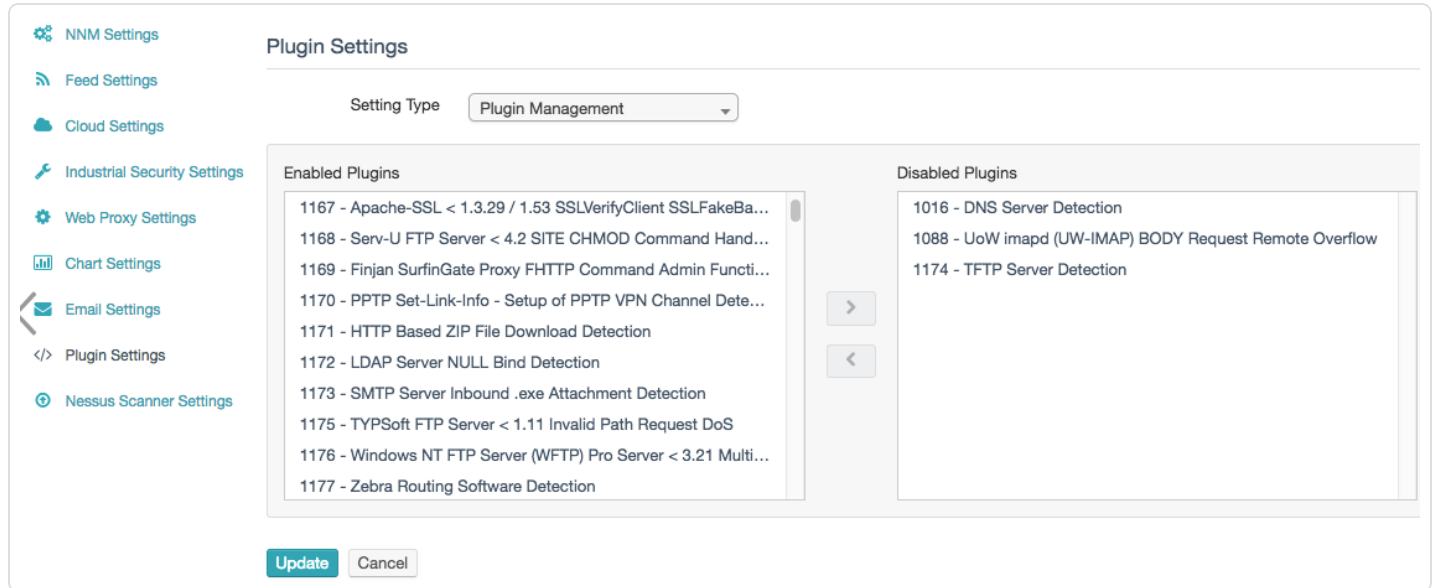 NNM Settings
Feed Settings
Cloud Settings
Industrial Security Settings
Web Proxy Settings
Chart Settings
Email Settings
</> Plugin Settings
Nessus Scanner Settings
Plugin Settings
Setting Type
Plugin Management
Enabled Plugins
1167 - Apache-SSL < 1.3.29 / 1.53 SSLVerifyClient SSLFakeBa...
1168 - Serv-U FTP Server < 4.2 SITE CHMOD Command Hand...
1169 - Finjan SurfinGate Proxy FHTTP Command Admin Functi...
1170 - PPTP Set-Link-Info - Setup of PPTP VPN Channel Dete...
1171 - HTTP Based ZIP File Download Detection
1172 - LDAP Server NULL Bind Detection
1173 - SMTP Server Inbound .exe Attachment Detection
1175 - TYPSoft FTP Server < 1.11 Invalid Path Request DoS
1176 - Windows NT FTP Server (WFTP) Pro Server < 3.21 Multi...
1177 - Zebra Routing Software Detection
>
<
Disabled Plugins
1016 - DNS Server Detection
1088 - UoW imapd (UW-IMAP) BODY Request Remote Overflow
1174 - TFTP Server Detection
Update
Cancel